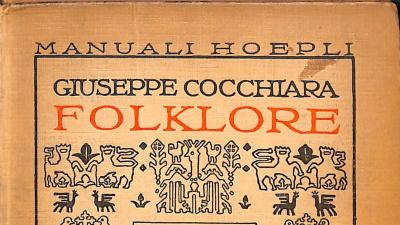 MANUALI HOEPLI
GIUSEPPE COCCHIARA
FOLKLORE